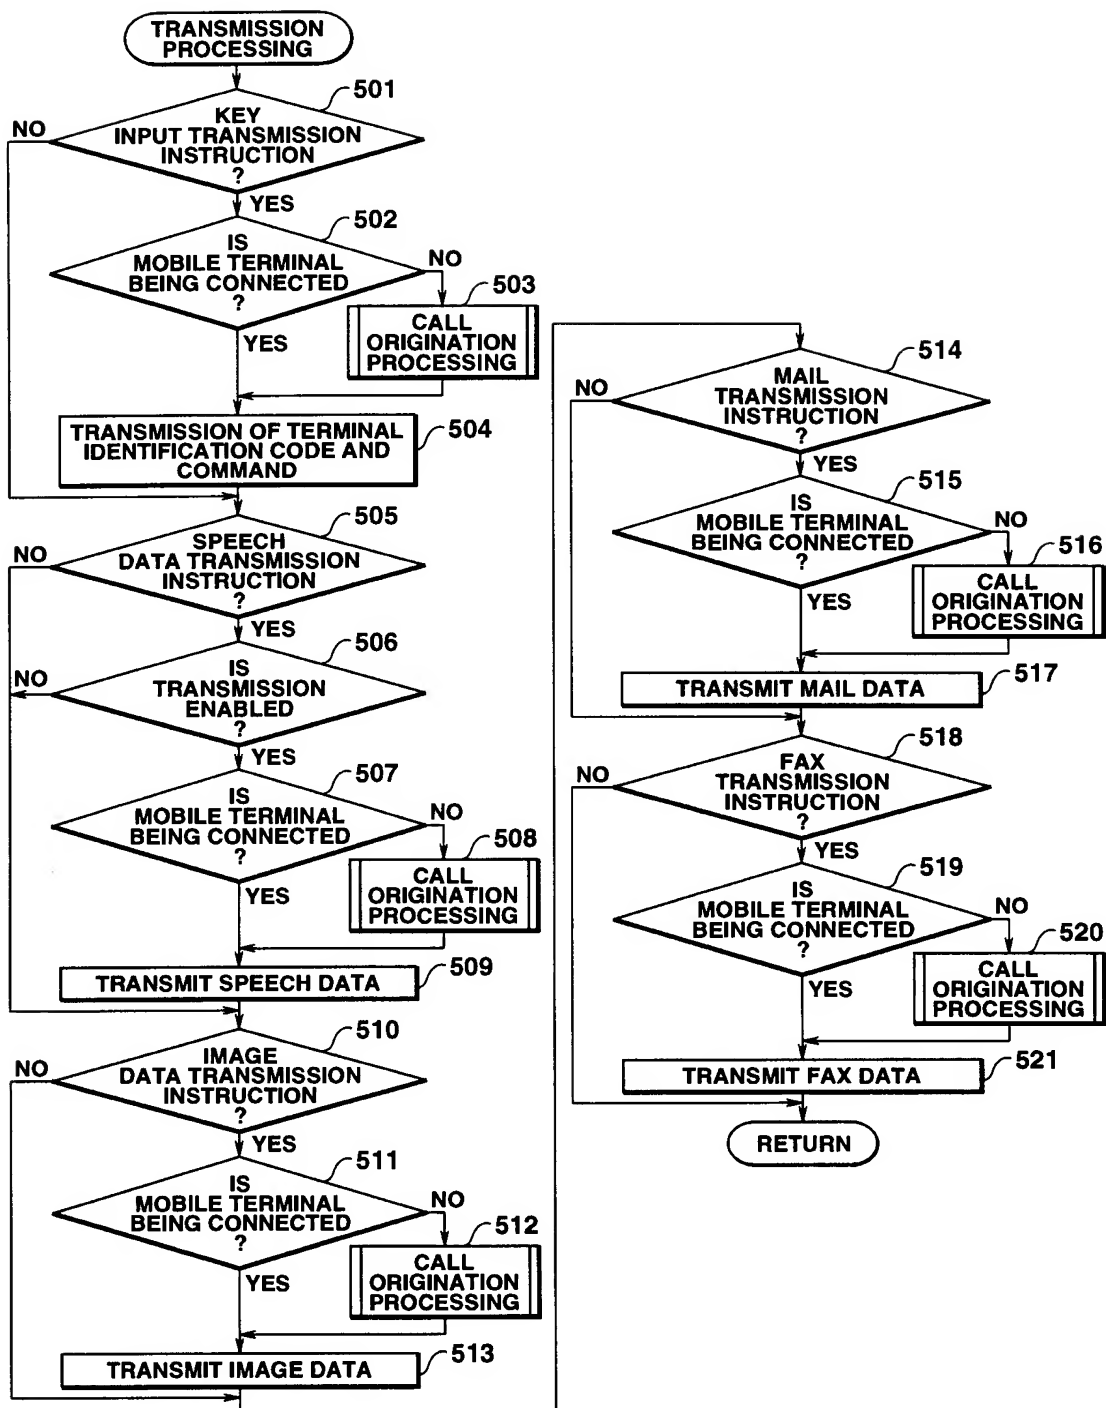 TRANSMISSION
PROCESSING
501
KEY
INPUT TRANSMISSION
INSTRUCTION
?
NO
YES
502
IS
MOBILE TERMINAL
BEING CONNECTED
?
NO
YES
503
CALL
ORIGINATION
PROCESSING
TRANSMISSION OF TERMINAL
IDENTIFICATION CODE AND
COMMAND
504
505
SPEECH
DATA TRANSMISSION
INSTRUCTION
?
NO
YES
506
IS
TRANSMISSION
ENABLED
?
NO
YES
507
IS
MOBILE TERMINAL
BEING CONNECTED
?
NO
YES
508
CALL
ORIGINATION
PROCESSING
TRANSMIT SPEECH DATA
509
510
IMAGE
DATA TRANSMISSION
INSTRUCTION
?
NO
YES
511
IS
MOBILE TERMINAL
BEING CONNECTED
?
NO
YES
512
CALL
ORIGINATION
PROCESSING
TRANSMIT IMAGE DATA
513
514
MAIL
TRANSMISSION
INSTRUCTION
?
NO
YES
515
IS
MOBILE TERMINAL
BEING CONNECTED
?
NO
YES
516
CALL
ORIGINATION
PROCESSING
TRANSMIT MAIL DATA
517
518
FAX
TRANSMISSION
INSTRUCTION
?
NO
YES
519
IS
MOBILE TERMINAL
BEING CONNECTED
?
NO
YES
520
CALL
ORIGINATION
PROCESSING
TRANSMIT FAX DATA
521
RETURN